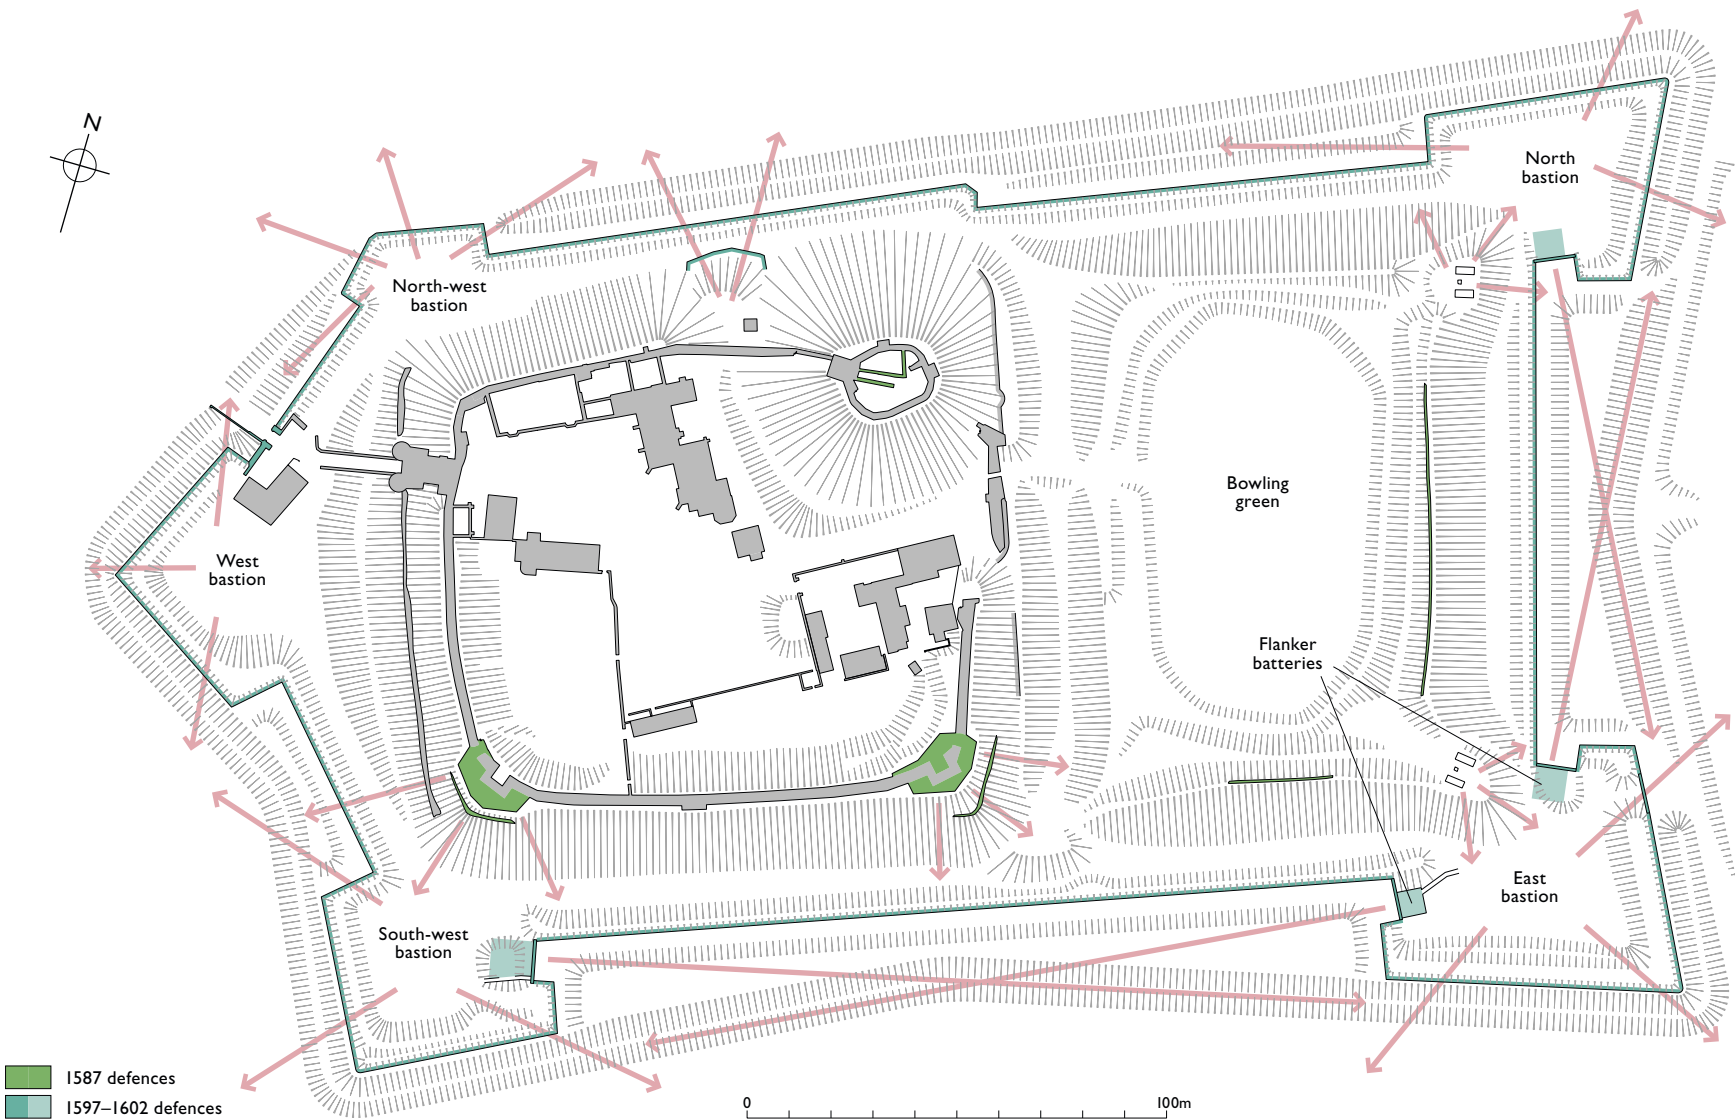 N
North
bastion
North-west
bastion
Bowling
green
West
bastion
Flanker
batteries
East
bastion
South-west
bastion
1587 defences
1597–1602 defences
0
100m